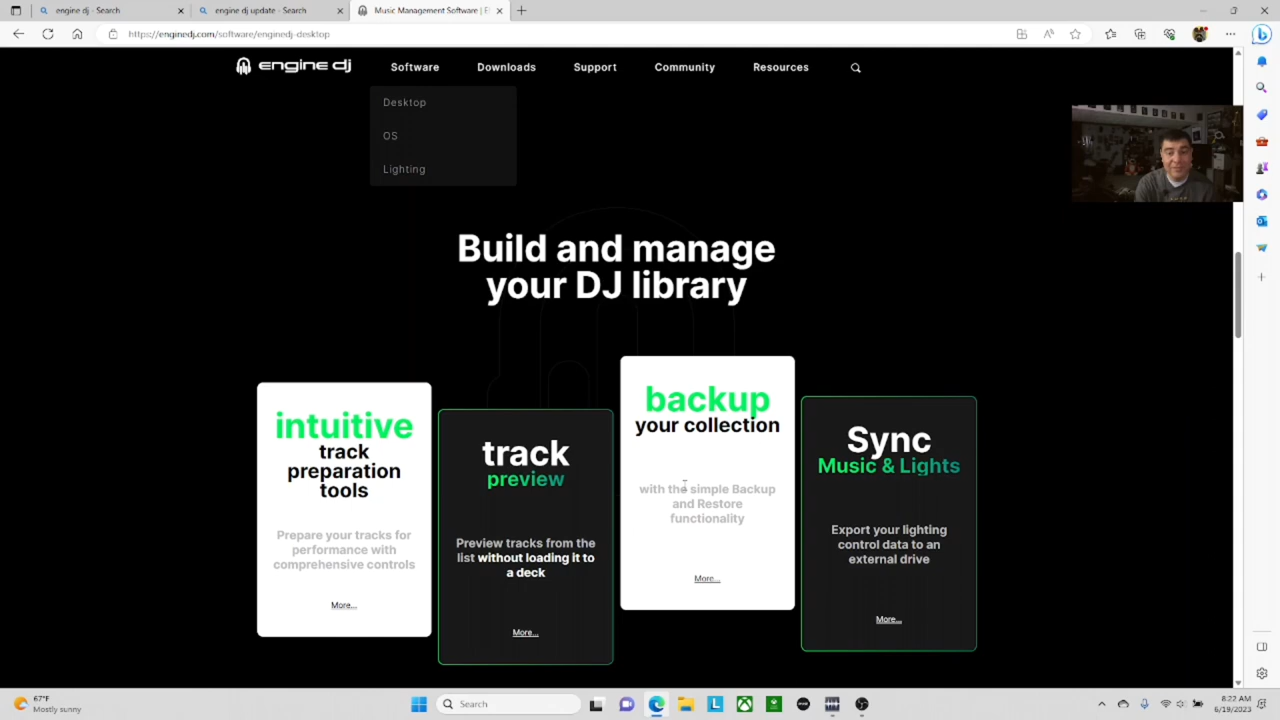 engine dj - Search
engine dj update - Search
Music Management Software | E
https://enginedj.com/software/enginedj-desktop
engine dj
Software
Downloads
Support
Community
Resources
Desktop
OS
Lighting
Build and manage
your DJ library
intuitive
track
preparation
tools
Prepare your tracks for
performance with
comprehensive controls
More...
track
preview
Preview tracks from the
list without loading it to
a deck
More...
backup
your collection
with the simple Backup
and Restore
functionality
More...
Sync
Music & Lights
Export your lighting
control data to an
external drive
More...
67°F
Mostly sunny
Search
8:22 AM
6/19/2023